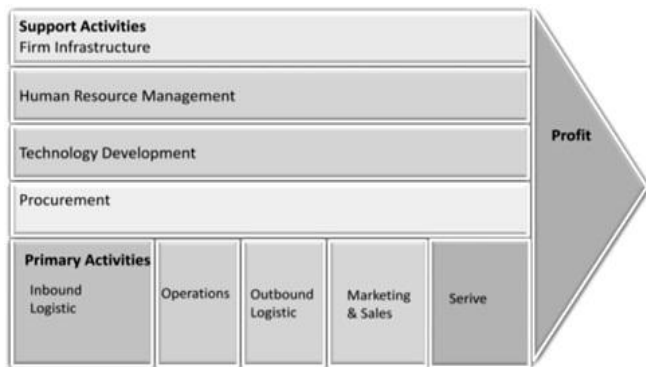 Support Activities
Firm Infrastructure
Human Resource Management
Technology Development
Profit
Procurement
Primary Activities
Inbound
Logistic
Operations
Outbound
Logistic
Marketing
& Sales
Serive